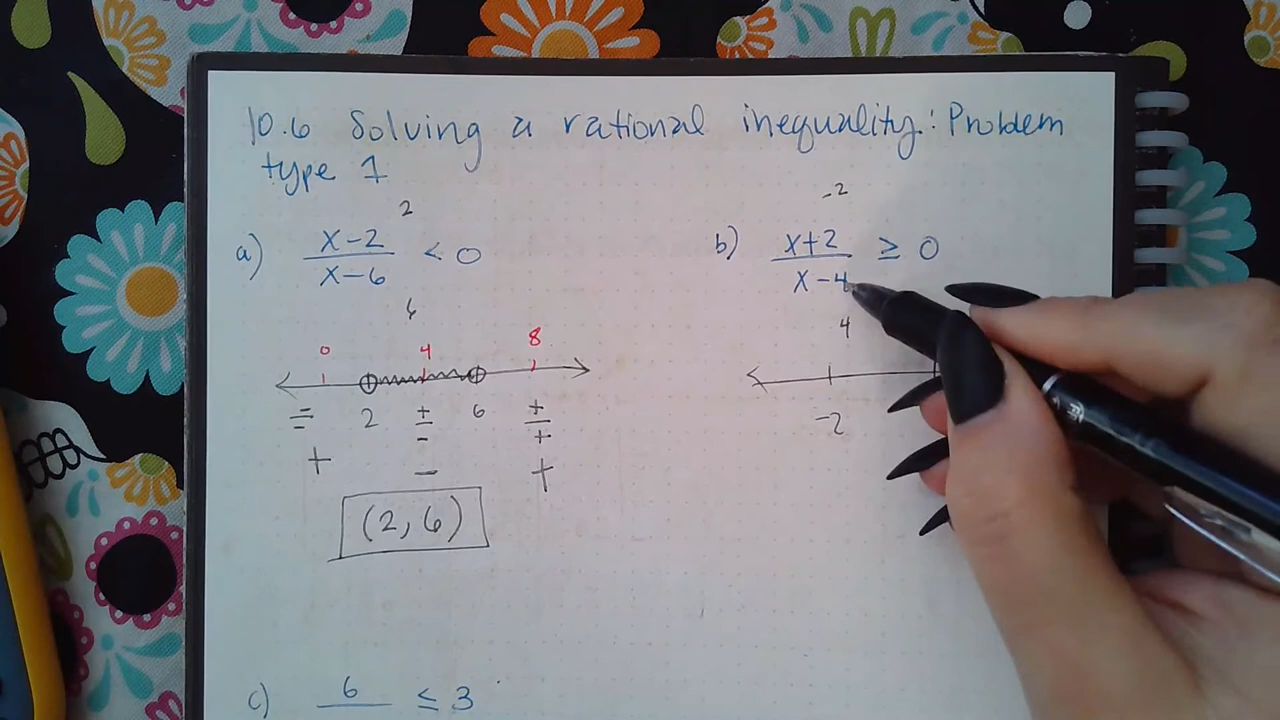 10.6 Solving a rational inequality: Problem
type 1
2
a) x-2 / x-6 < 0
6
0 4 8
2 6
- / - + / - + / +
+ - +
(2, 6)
-2
b) x+2 / x-4 ≥ 0
4
-2
c) 6 ≤ 3